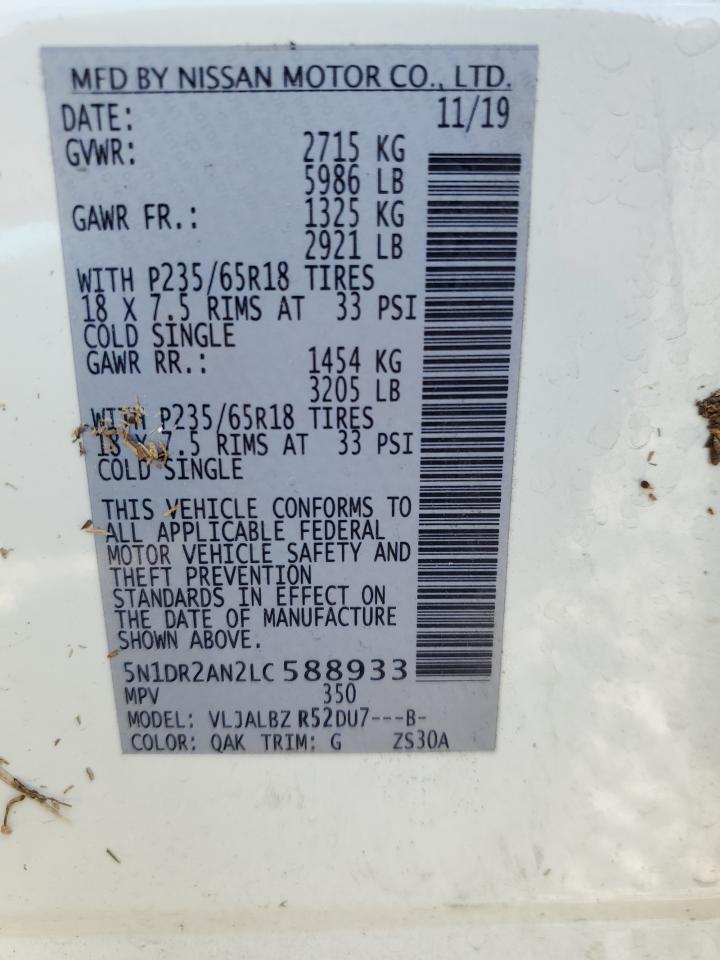 MFD BY NISSAN MOTOR CO., LTD.
DATE: 11/19
GVWR: 2715 KG
5986 LB
GAWR FR.: 1325 KG
2921 LB
WITH P235/65R18 TIRES
18 X 7.5 RIMS AT 33 PSI
COLD SINGLE
GAWR RR.: 1454 KG
3205 LB
WITH P235/65R18 TIRES
18 X 7.5 RIMS AT 33 PSI
COLD SINGLE
THIS VEHICLE CONFORMS TO
ALL APPLICABLE FEDERAL
MOTOR VEHICLE SAFETY AND
THEFT PREVENTION
STANDARDS IN EFFECT ON
THE DATE OF MANUFACTURE
SHOWN ABOVE.
5N1DR2AN2LC588933
MPV 350
MODEL: VLJALBZ R52DU7---B-
COLOR: QAK TRIM: G ZS30A